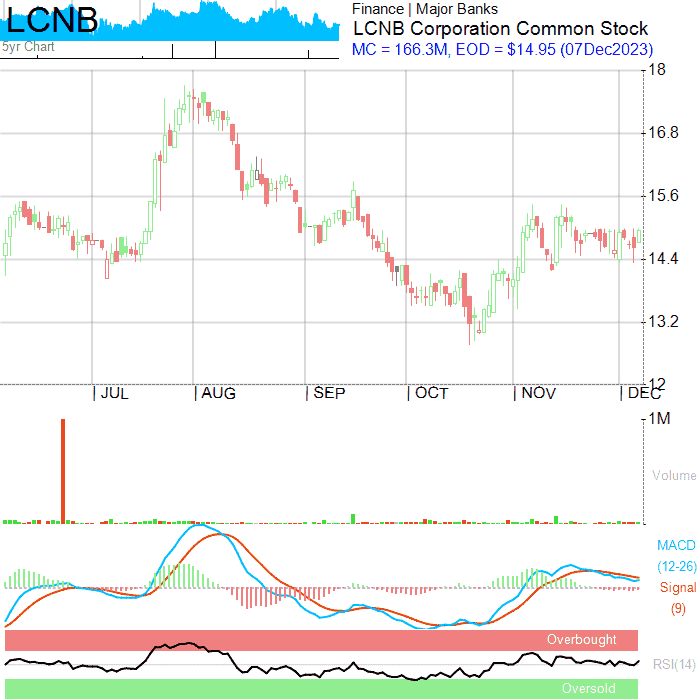 LCNB
5yr Chart
Finance | Major Banks
LCNB Corporation Common Stock
MC = 166.3M, EOD = $14.95 (07Dec2023)
18
16.8
15.6
14.4
13.2
12
JUL AUG SEP OCT NOV DEC
1M
Volume
MACD
(12-26)
Signal
(9)
Overbought
RSI(14)
Oversold